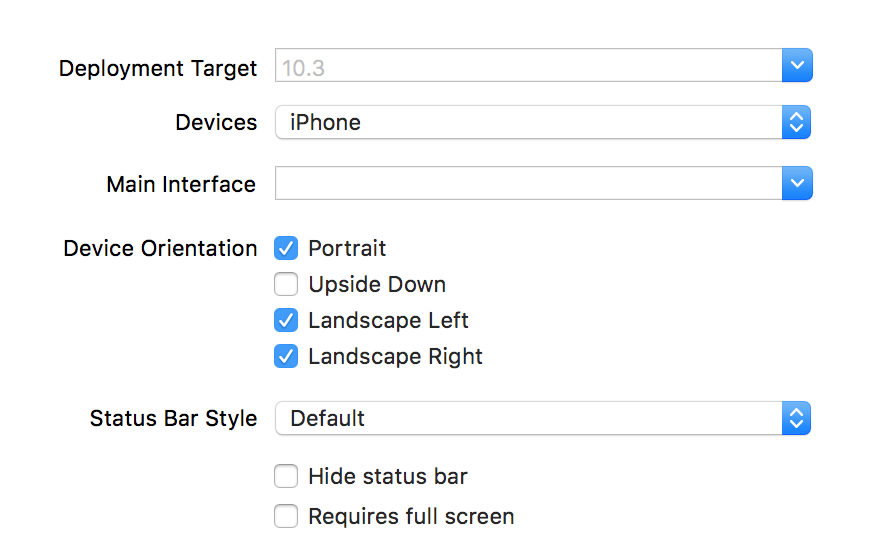 Deployment Target 10.3
Devices iPhone
Main Interface
Device Orientation Portrait
Upside Down
Landscape Left
Landscape Right
Status Bar Style Default
Hide status bar
Requires full screen